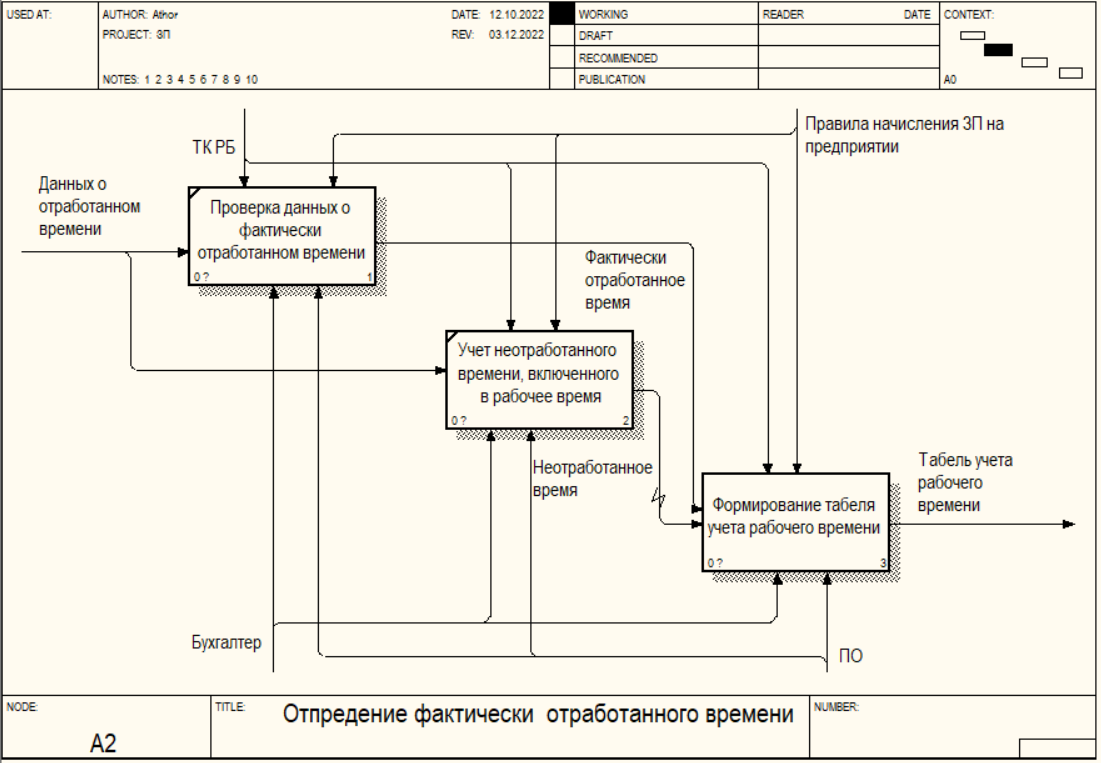 USED AT:
AUTHOR: Athor
DATE: 12.10.2022
WORKING
READER
DATE
CONTEXT:
PROJECT: ЗП
REV: 03.12.2022
DRAFT
RECOMMENDED
NOTES: 1 2 3 4 5 6 7 8 9 10
PUBLICATION
A0
ТК РБ
Правила начисления ЗП на
предприятии
Данных о
отработанном
времени
Проверка данных о
фактически
отработанном времени
0 ?
1
Фактически
отработанное
время
Учет неотработанного
времени, включенного
в рабочее время
0 ?
2
Неотработанное
время
Формирование табеля
учета рабочего времени
0 ?
3
Табель учета
рабочего
времени
Бухгалтер
ПО
NODE:
A2
TITLE:
Отпредение фактически отработанного времени
NUMBER: